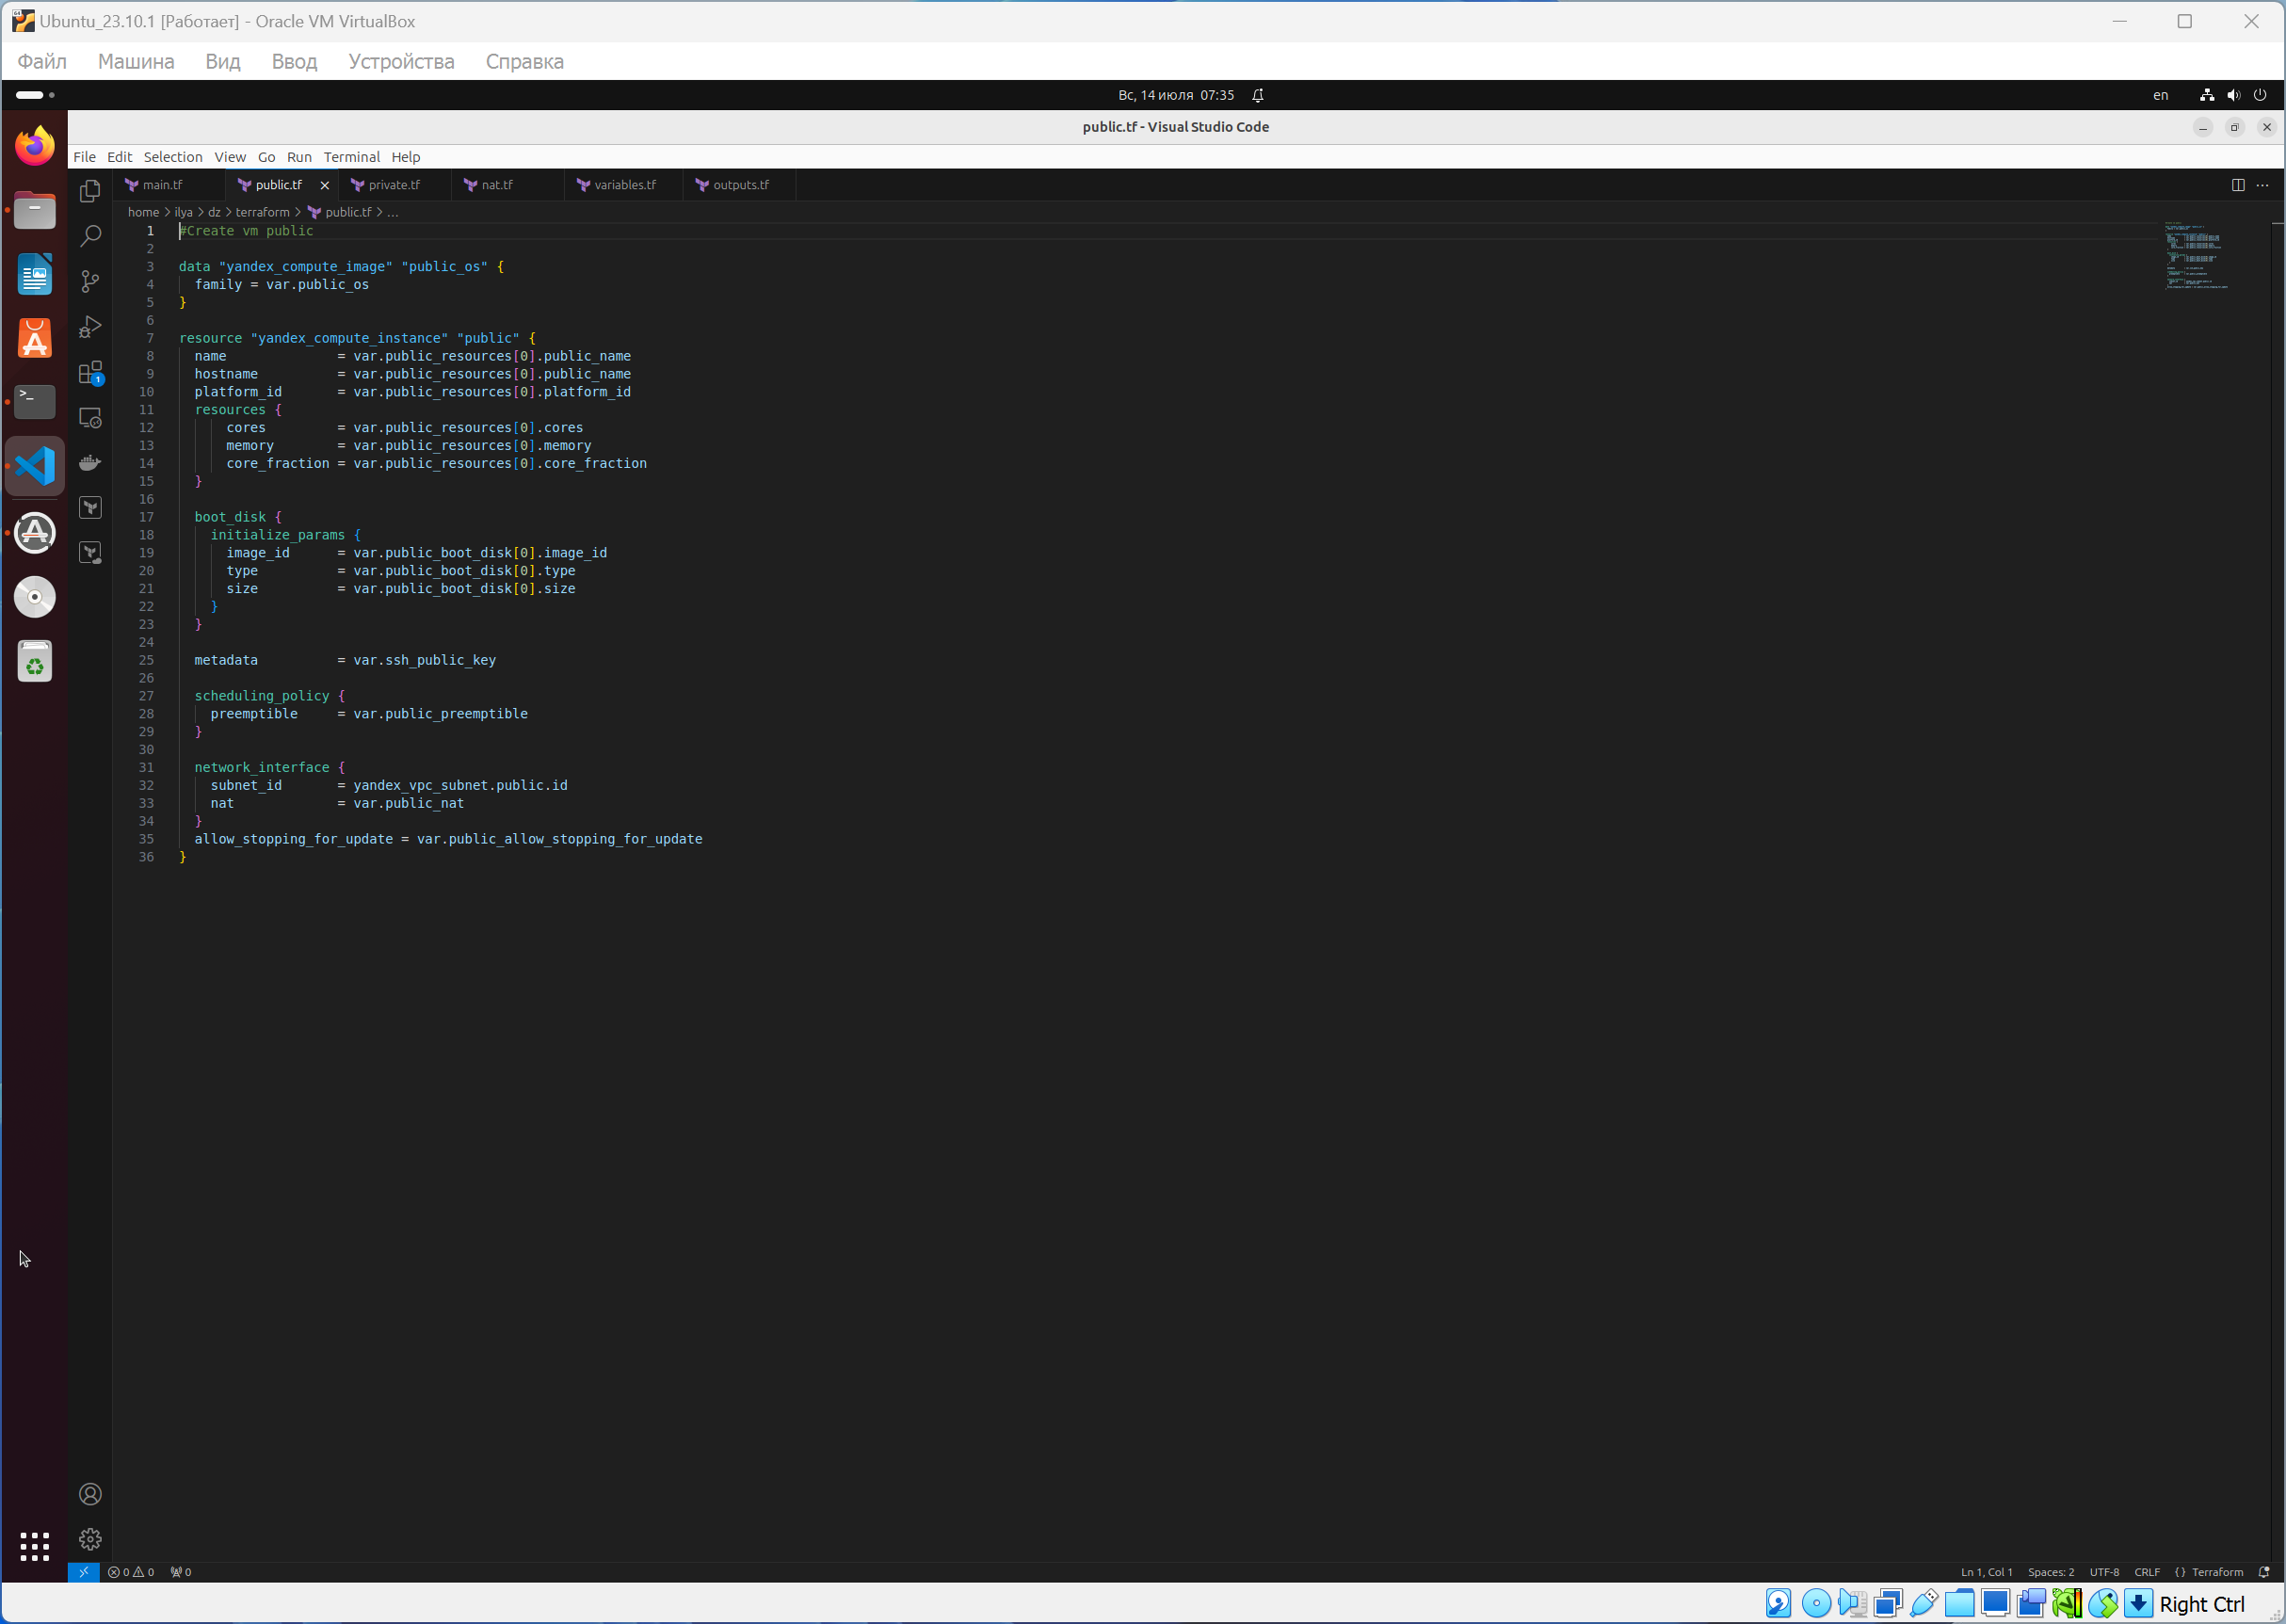 Ubuntu_23.10.1 [Работает] - Oracle VM VirtualBox
Файл Машина Вид Ввод Устройства Справка
Вс, 14 июля 07:35
en
public.tf - Visual Studio Code
File Edit Selection View Go Run Terminal Help
main.tf public.tf private.tf nat.tf variables.tf outputs.tf
home > ilya > dz > terraform > public.tf > ...
1 #Create vm public
2
3 data "yandex_compute_image" "public_os" {
4 family = var.public_os
5 }
6
7 resource "yandex_compute_instance" "public" {
8 name = var.public_resources[0].public_name
9 hostname = var.public_resources[0].public_name
10 platform_id = var.public_resources[0].platform_id
11 resources {
12 cores = var.public_resources[0].cores
13 memory = var.public_resources[0].memory
14 core_fraction = var.public_resources[0].core_fraction
15 }
16
17 boot_disk {
18 initialize_params {
19 image_id = var.public_boot_disk[0].image_id
20 type = var.public_boot_disk[0].type
21 size = var.public_boot_disk[0].size
22 }
23 }
24
25 metadata = var.ssh_public_key
26
27 scheduling_policy {
28 preemptible = var.public_preemptible
29 }
30
31 network_interface {
32 subnet_id = yandex_vpc_subnet.public.id
33 nat = var.public_nat
34 }
35 allow_stopping_for_update = var.public_allow_stopping_for_update
36 }
1
0 0 0
Ln 1, Col 1 Spaces: 2 UTF-8 CRLF {} Terraform
Right Ctrl